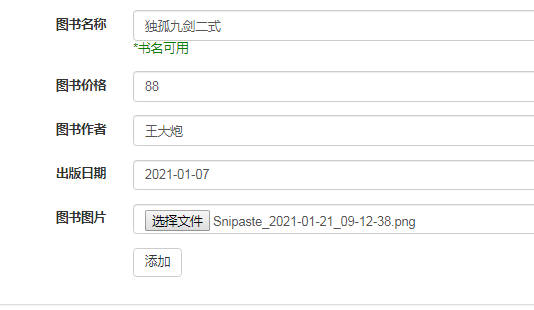 图书名称 独孤九剑二式
*书名可用
图书价格 88
图书作者 王大炮
出版日期 2021-01-07
图书图片 选择文件 Snipaste_2021-01-21_09-12-38.png
添加